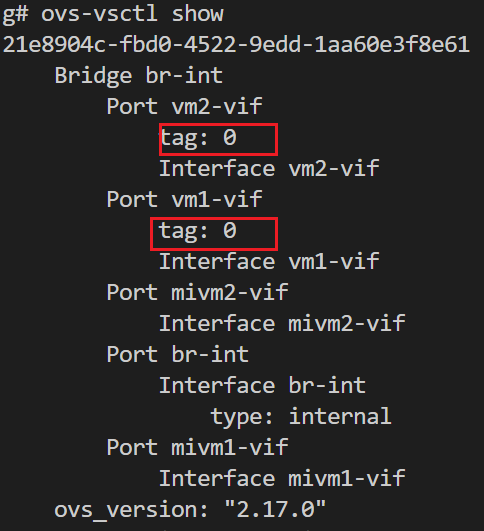 g# ovs-vsctl show
21e8904c-fbd0-4522-9edd-1aa60e3f8e61
Bridge br-int
Port vm2-vif
tag: 0
Interface vm2-vif
Port vm1-vif
tag: 0
Interface vm1-vif
Port mivm2-vif
Interface mivm2-vif
Port br-int
Interface br-int
type: internal
Port mivm1-vif
Interface mivm1-vif
ovs_version: "2.17.0"